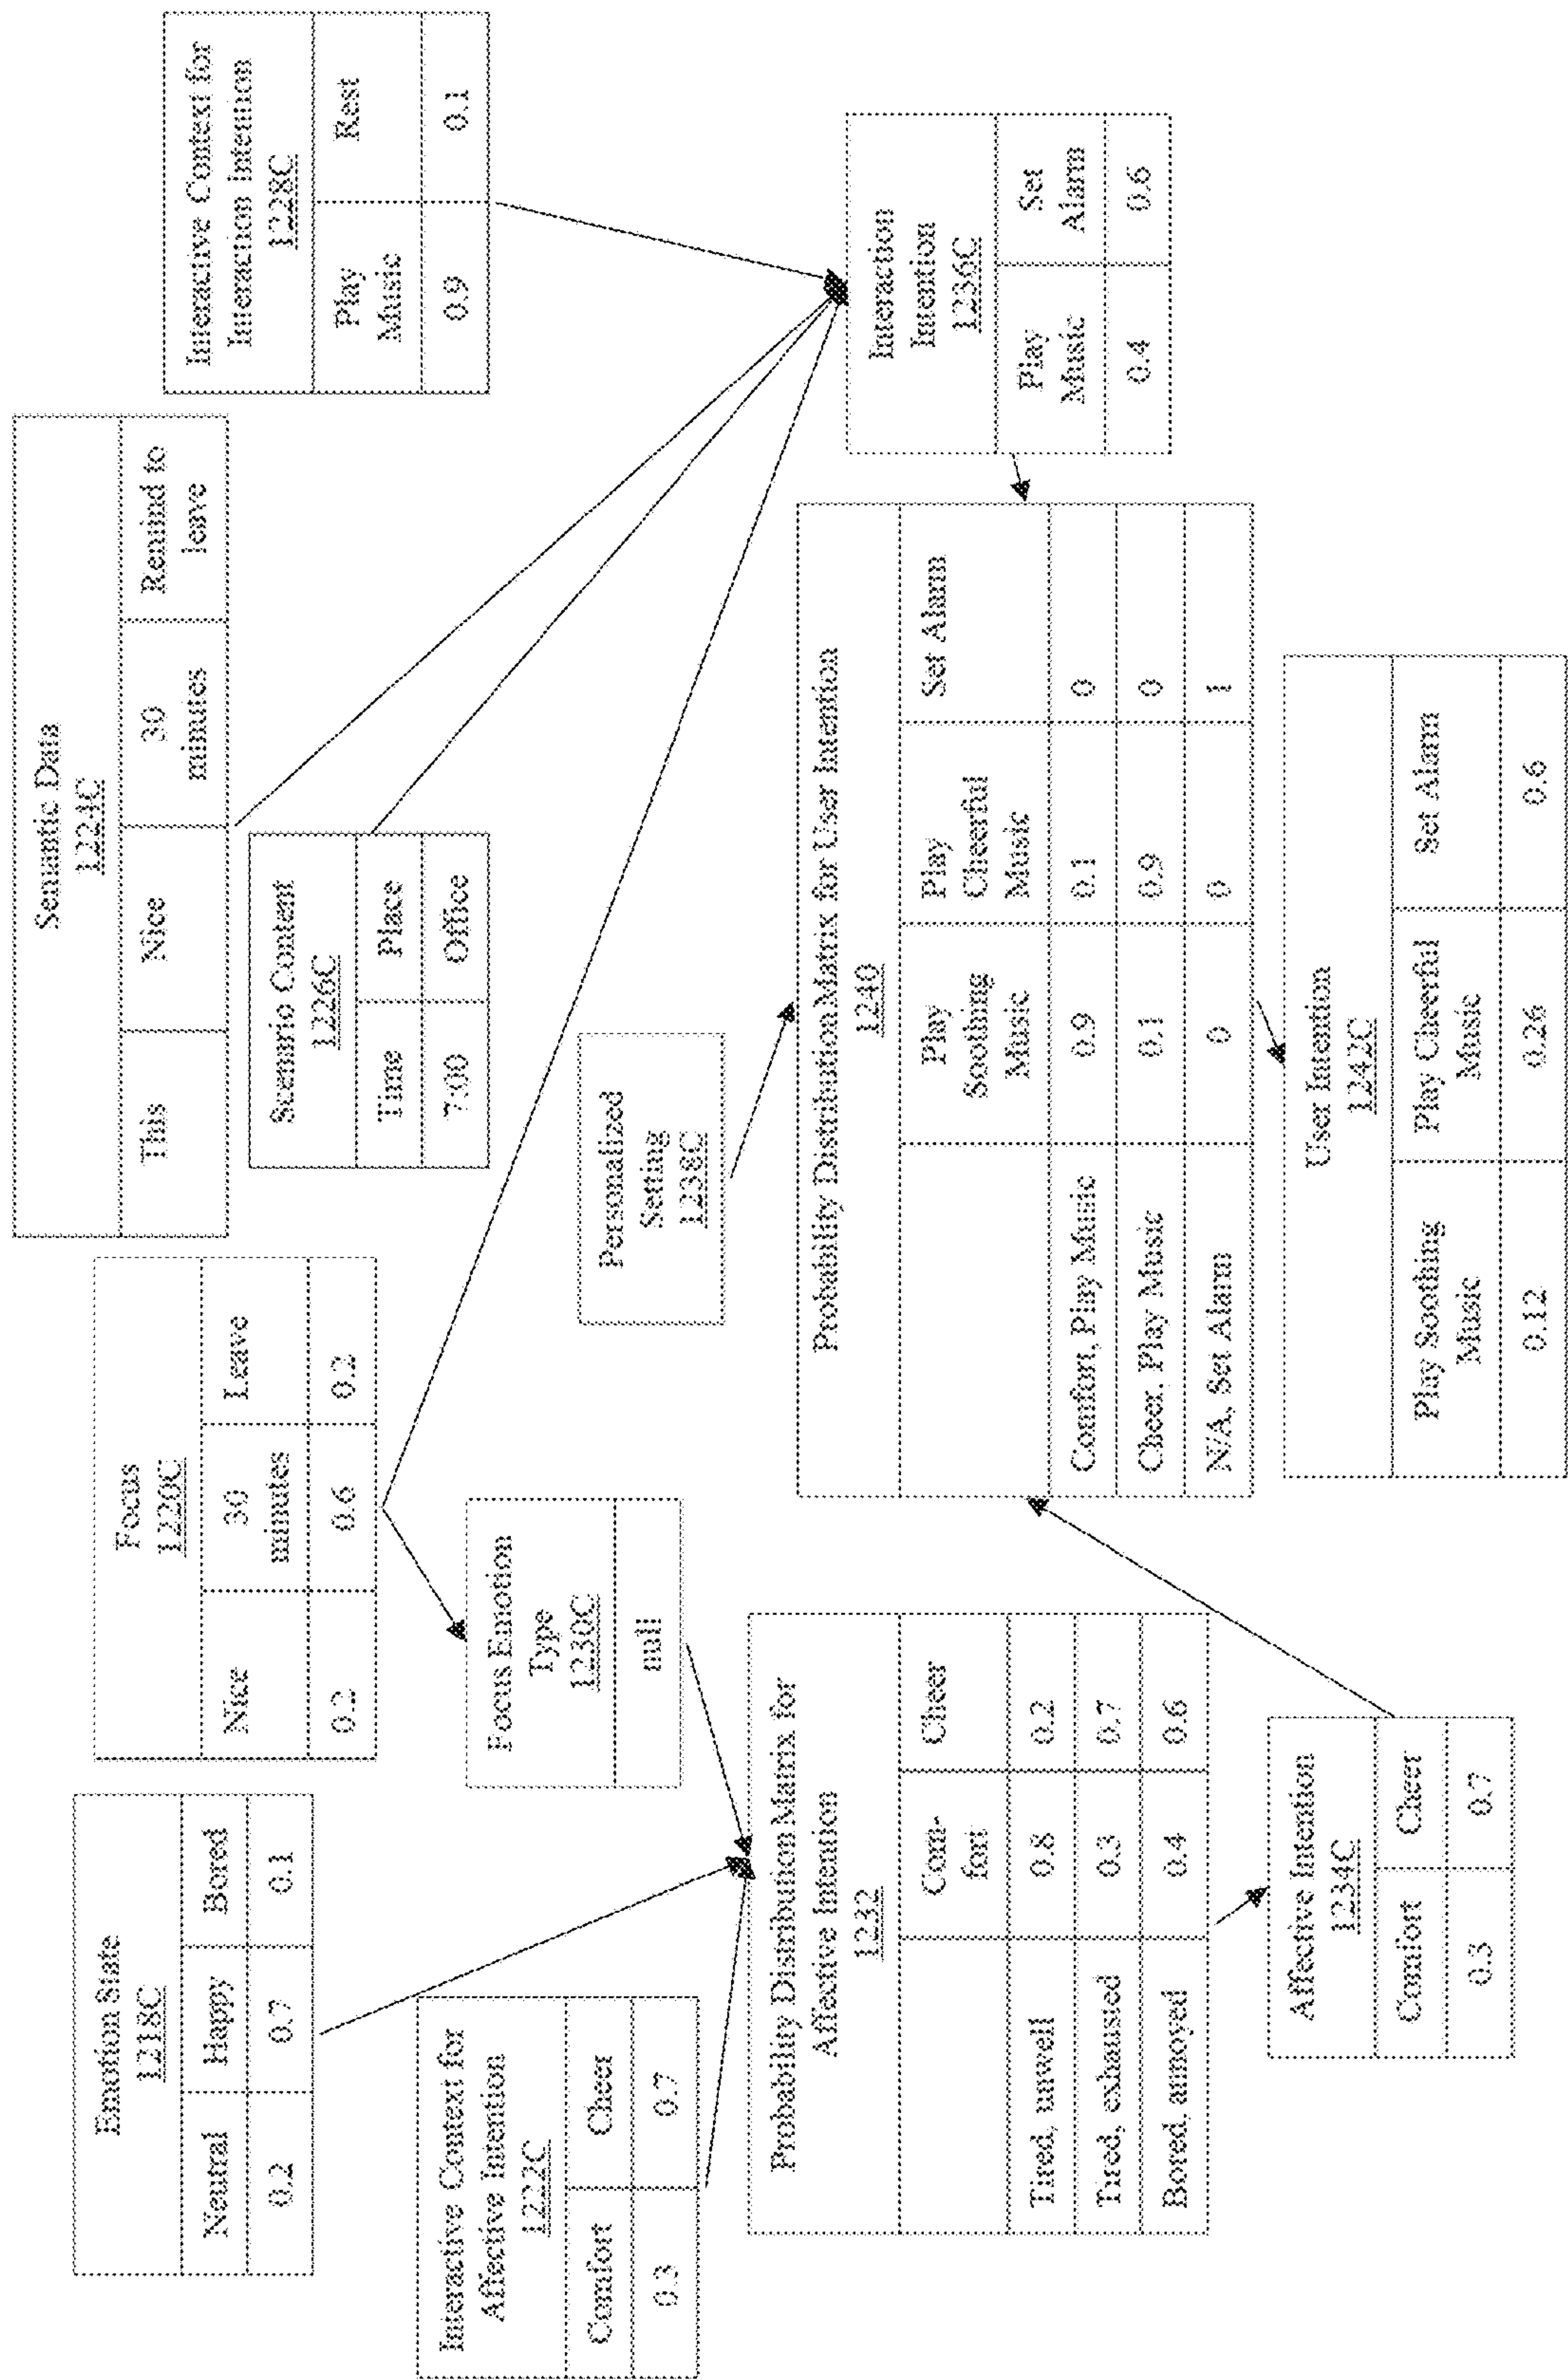 Emotion State
1218C
Neutral Happy Bored
0.2 0.7 0.1
Focus
1220C
Nice 30 minutes Leave
0.2 0.6 0.2
Semantic Data
1224C
This Nice 30 minutes Remind to leave
Interactive Context for
Interaction Intention
1228C
Play Music Rest
0.9 0.1
Scenrio Content
1226C
Time Place
7:00 Office
Interactive Context for
Affective Intention
1222C
Comfort Cheer
0.3 0.7
Focus Emotion
Type
1230C
null
Personalized
Setting
1238C
Probability Distribution Matrix for
Affective Intention
1232
Com-
fort Cheer
Tired, unwell 0.8 0.2
Tired, exhausted 0.3 0.7
Bored, annoyed 0.4 0.6
Probability Distribution Matrix for User Intention
1240
Play Soothing Music Play Cheerful Music Set Alarm
Comfort, Play Music 0.9 0.1 0
Cheer, Play Music 0.1 0.9 0
N/A, Set Alarm 0 0 1
Interaction
Intention
1236C
Play Music Set Alarm
0.4 0.6
Affective Intention
1234C
Comfort Cheer
0.3 0.7
User Intention
1242C
Play Soothing Music Play Cheerful Music Set Alarm
0.12 0.26 0.6